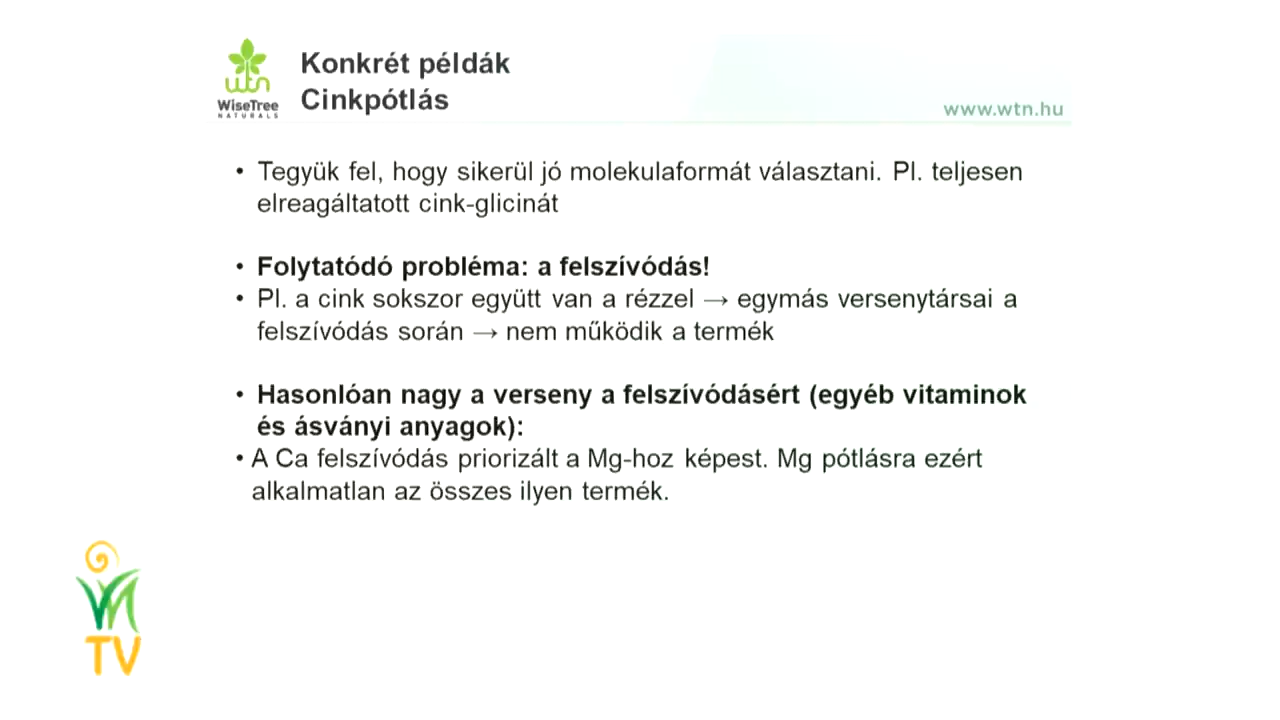 wtn
WiseTree
NATURALS
Konkrét példák
Cinkpótlás
www.wtn.hu
• Tegyük fel, hogy sikerül jó molekulaformát választani. Pl. teljesen
elreagáltatott cink-glicinát
• Folytatódó probléma: a felszívódás!
• Pl. a cink sokszor együtt van a rézzel → egymás versenytársai a
felszívódás során → nem működik a termék
• Hasonlóan nagy a verseny a felszívódásért (egyéb vitaminok
és ásványi anyagok):
• A Ca felszívódás priorizált a Mg-hoz képest. Mg pótlásra ezért
alkalmatlan az összes ilyen termék.
TV